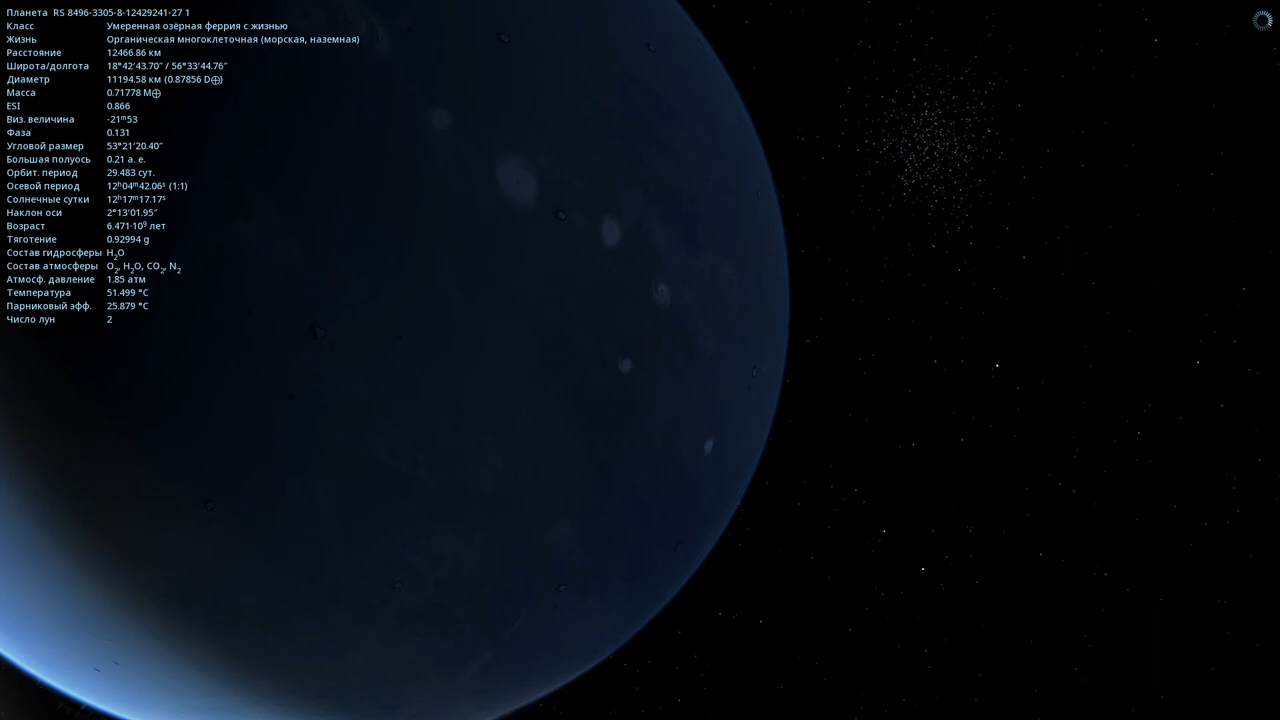 Планета RS 8496-3305-8-12429241-27 1
Класс Умеренная озёрная феррия с жизнью
Жизнь Органическая многоклеточная (морская, наземная)
Расстояние 12466.86 км
Широта/долгота 18°42′43.70″ / 56°33′44.76″
Диаметр 11194.58 км (0.87856 D⊕)
Масса 0.71778 M⊕
ESI 0.866
Виз. величина -21ᵐ53
Фаза 0.131
Угловой размер 53°21′20.40″
Большая полуось 0.21 а. е.
Орбит. период 29.483 сут.
Осевой период 12ʰ04ᵐ42.06ˢ (1:1)
Солнечные сутки 12ʰ17ᵐ17.17ˢ
Наклон оси 2°13′01.95″
Возраст 6.471·10⁹ лет
Тяготение 0.92994 g
Состав гидросферы H₂O
Состав атмосферы O₂, H₂O, CO₂, N₂
Атмосф. давление 1.85 атм
Температура 51.499 °C
Парниковый эфф. 25.879 °C
Число лун 2